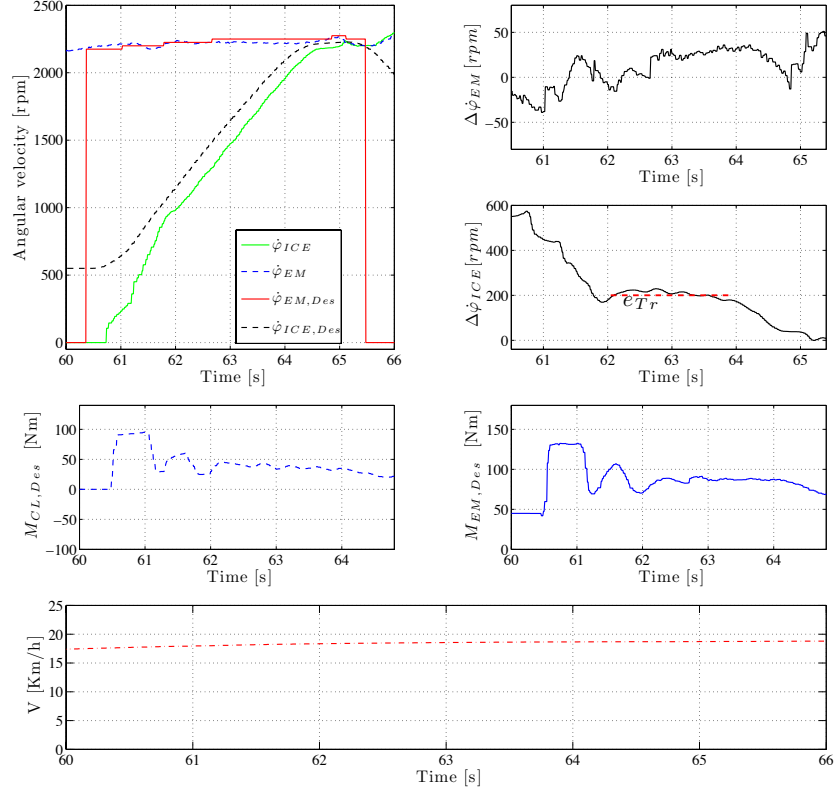 Angular velocity [rpm]
2500
2000
1500
1000
500
0
60 61 62 63 64 65 66
Time [s]
φ̇_ICE
φ̇_EM
φ̇_EM,Des
φ̇_ICE,Des
Δφ̇_EM [rpm]
50
0
−50
61 62 63 64 65
Time [s]
Δφ̇_ICE [rpm]
600
400
200
0
e_Tr
61 62 63 64 65
Time [s]
M_CL,Des [Nm]
100
50
0
−50
−100
60 61 62 63 64
Time [s]
M_EM,Des [Nm]
150
100
50
0
60 61 62 63 64
Time [s]
V [Km/h]
25
20
15
10
5
0
60 61 62 63 64 65 66
Time [s]